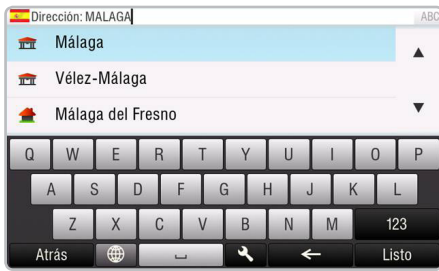 Dirección: MALAGA ABC
Málaga
Vélez-Málaga
Málaga del Fresno
Q W E R T Y U I O P
A S D F G H J K L
Z X C V B N M 123
Atrás Listo